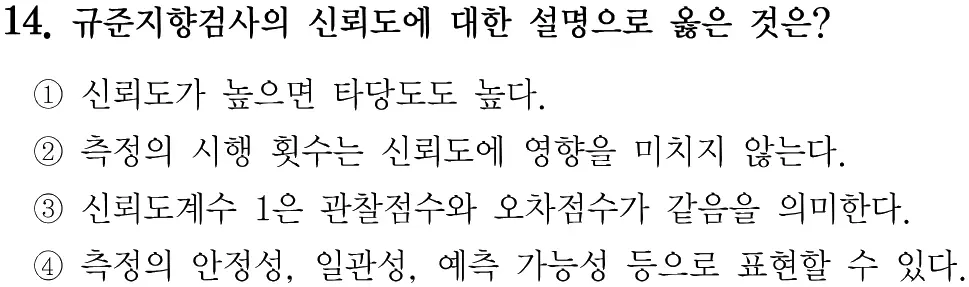 14. 규준지향검사의 신뢰도에 대한 설명으로 옳은 것은?
① 신뢰도가 높으면 타당도도 높다.
② 측정의 시행 횟수는 신뢰도에 영향을 미치지 않는다.
③ 신뢰도계수 1은 관찰점수와 오차점수가 같음을 의미한다.
④ 측정의 안정성, 일관성, 예측 가능성 등으로 표현할 수 있다.